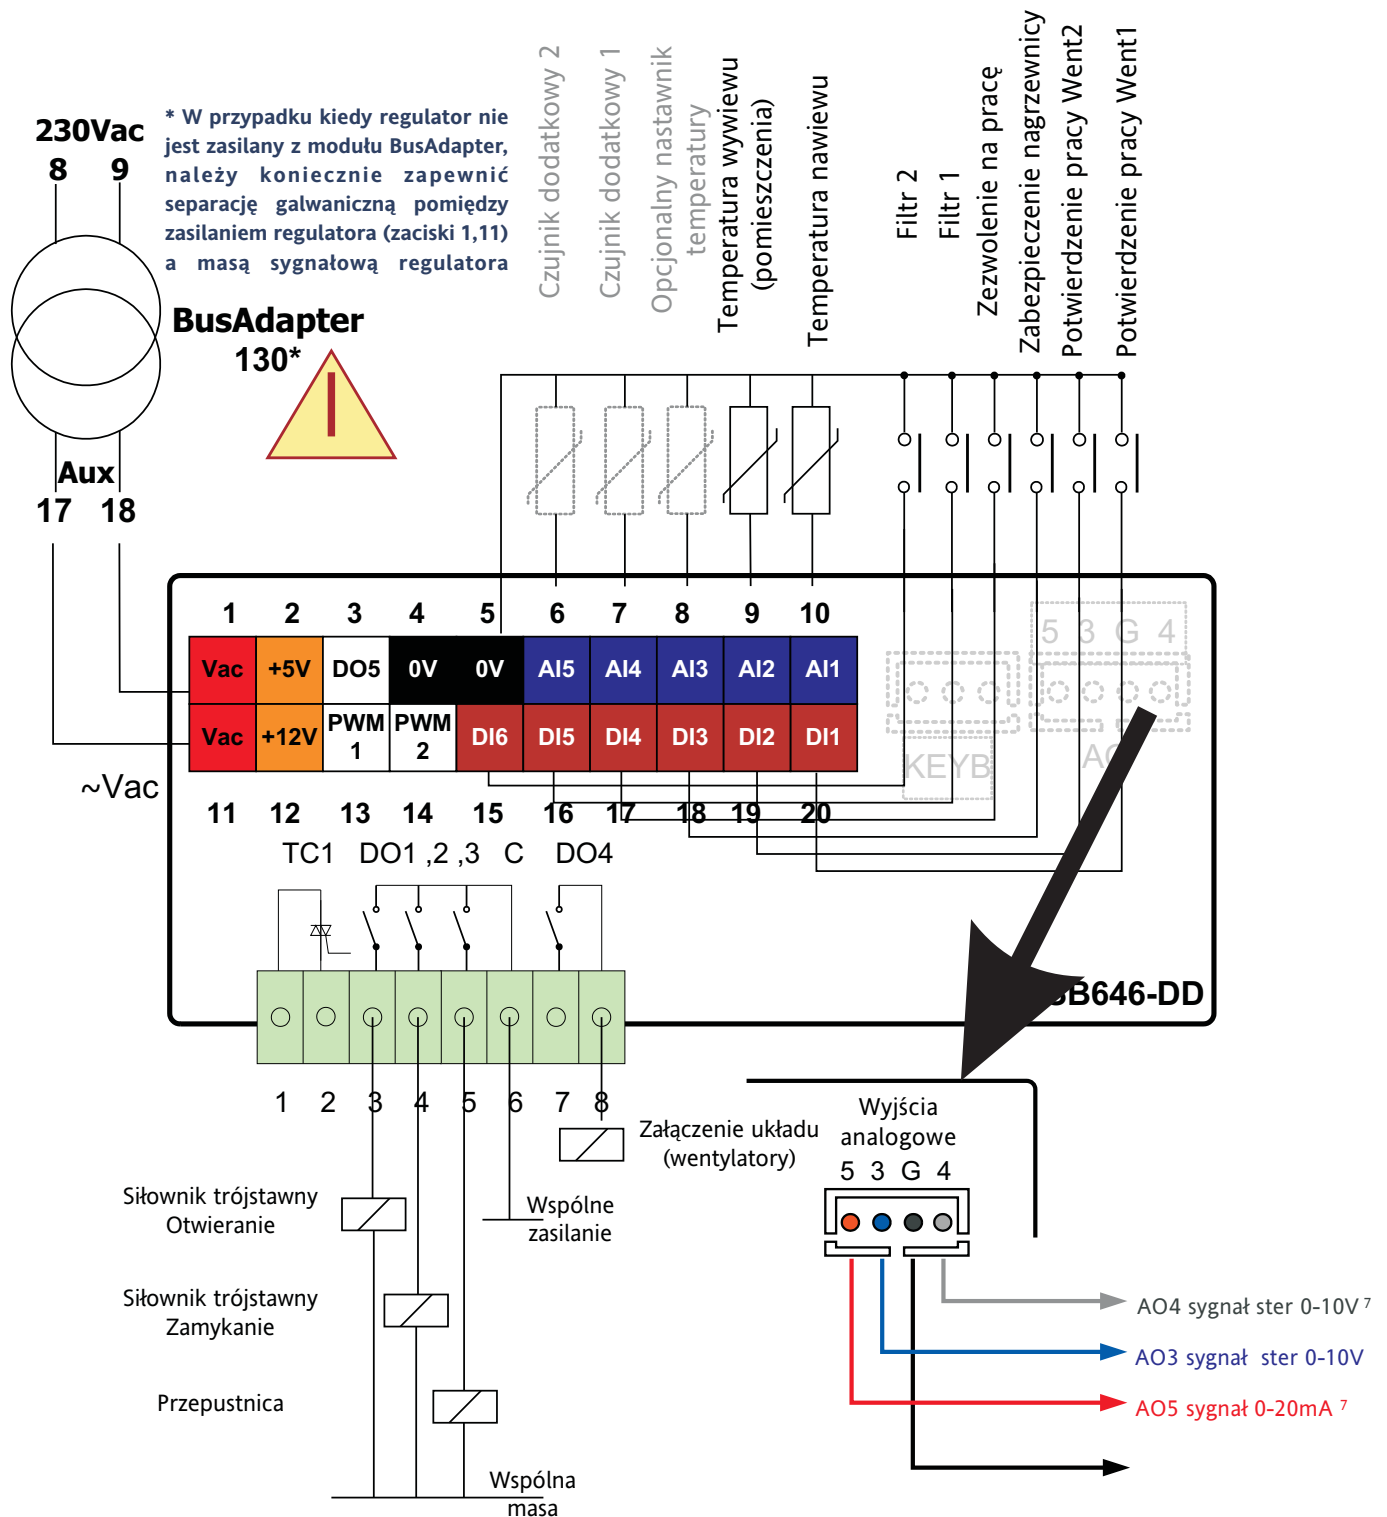 230Vac
8 9
* W przypadku kiedy regulator nie
jest zasilany z modułu BusAdapter,
należy koniecznie zapewnić
separację galwaniczną pomiędzy
zasilaniem regulatora (zaciski 1,11)
a masą sygnałową regulatora
BusAdapter
130*
Aux
17 18
Czujnik dodatkowy 2
Czujnik dodatkowy 1
Opcjonalny nastawnik
temperatury
Temperatura wywiewu
(pomieszczenia)
Temperatura nawiewu
Filtr 2
Filtr 1
Zezwolenie na pracę
Zabezpieczenie nagrzewnicy
Potwierdzenie pracy Went2
Potwierdzenie pracy Went1
1 2 3 4 5 6 7 8 9 10
Vac +5V DO5 0V 0V AI5 AI4 AI3 AI2 AI1
Vac +12V PWM 1 PWM 2 DI6 DI5 DI4 DI3 DI2 DI1
~Vac
11 12 13 14 15 16 17 18 19 20
5 3 G 4
KEYB
TC1 DO1 ,2 ,3 C DO4
B646-DD
1 2 3 4 5 6 7 8
Załączenie układu
(wentylatory)
Siłownik trójstawny
Otwieranie
Wspólne
zasilanie
Siłownik trójstawny
Zamykanie
Przepustnica
Wspólna
masa
Wyjścia
analogowe
5 3 G 4
AO4 sygnał ster 0-10V 7
AO3 sygnał ster 0-10V
AO5 sygnał 0-20mA 7